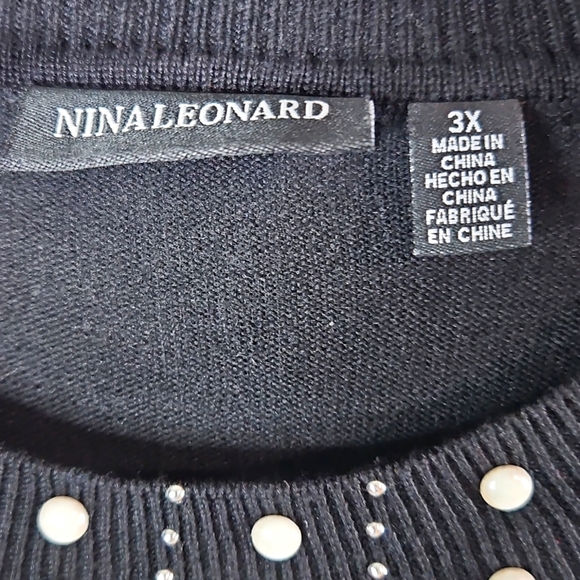 NINA LEONARD
3X
MADE IN
CHINA
HECHO EN
CHINA
FABRIQUÉ
EN CHINE